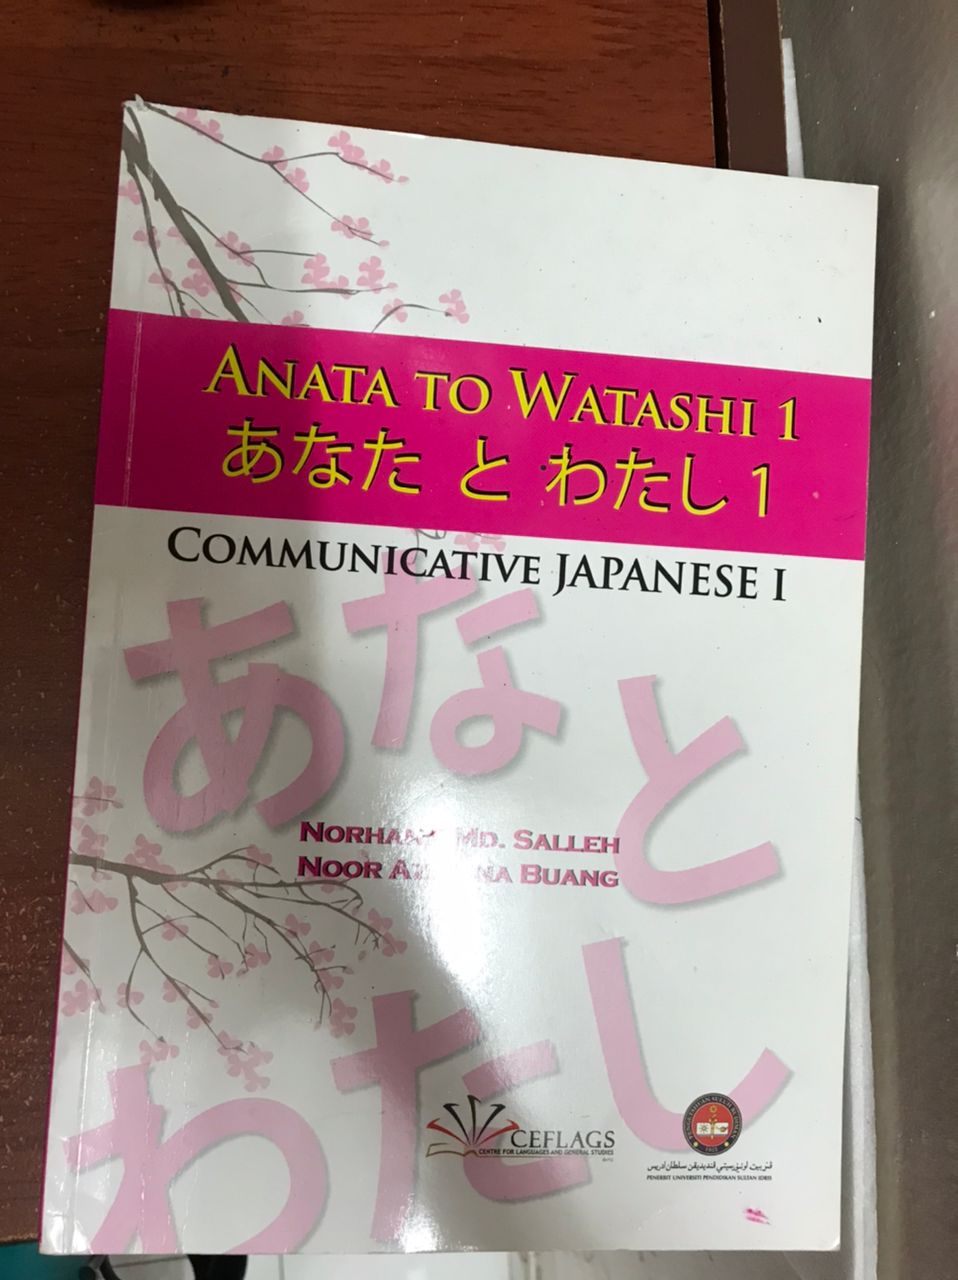 ANATA TO WATASHI 1
あなた と わたし 1
COMMUNICATIVE JAPANESE I
あなと
MD. SALLEH
NOOR BUANG
わたし
CEFLAGS
CENTRE FOR LANGUAGES AND GENERAL STUDIES
PENERBIT UNIVERSITI PENDIDIKAN SULTAN IDRIS